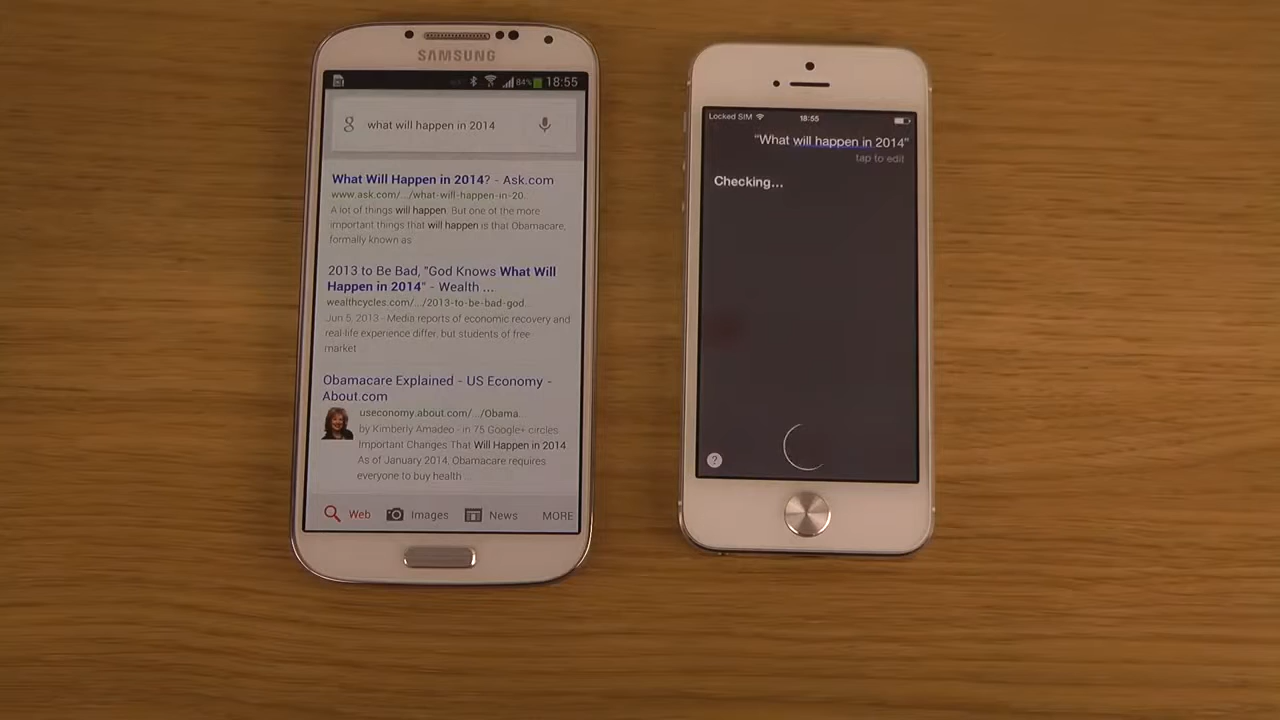 SAMSUNG
84% 18:55
what will happen in 2014
What Will Happen in 2014? - Ask.com
www.ask.com/.../what-will-happen-in-20.
A lot of things will happen. But one of the more
important things that will happen is that Obamacare,
formally known as
2013 to Be Bad, "God Knows What Will
Happen in 2014" - Wealth ...
wealthcycles.com/.../2013-to-be-bad-god...
Jun 5, 2013 - Media reports of economic recovery and
real-life experience differ, but students of free
market
Obamacare Explained - US Economy -
About.com
useconomy.about.com/.../Obama.
by Kimberly Amadeo - in 75 Google+ circles
Important Changes That Will Happen in 2014
As of January 2014, Obamacare requires
everyone to buy health ...
Web Images News MORE
Locked SIM 18:55
"What will happen in 2014"
tap to edit
Checking...
?